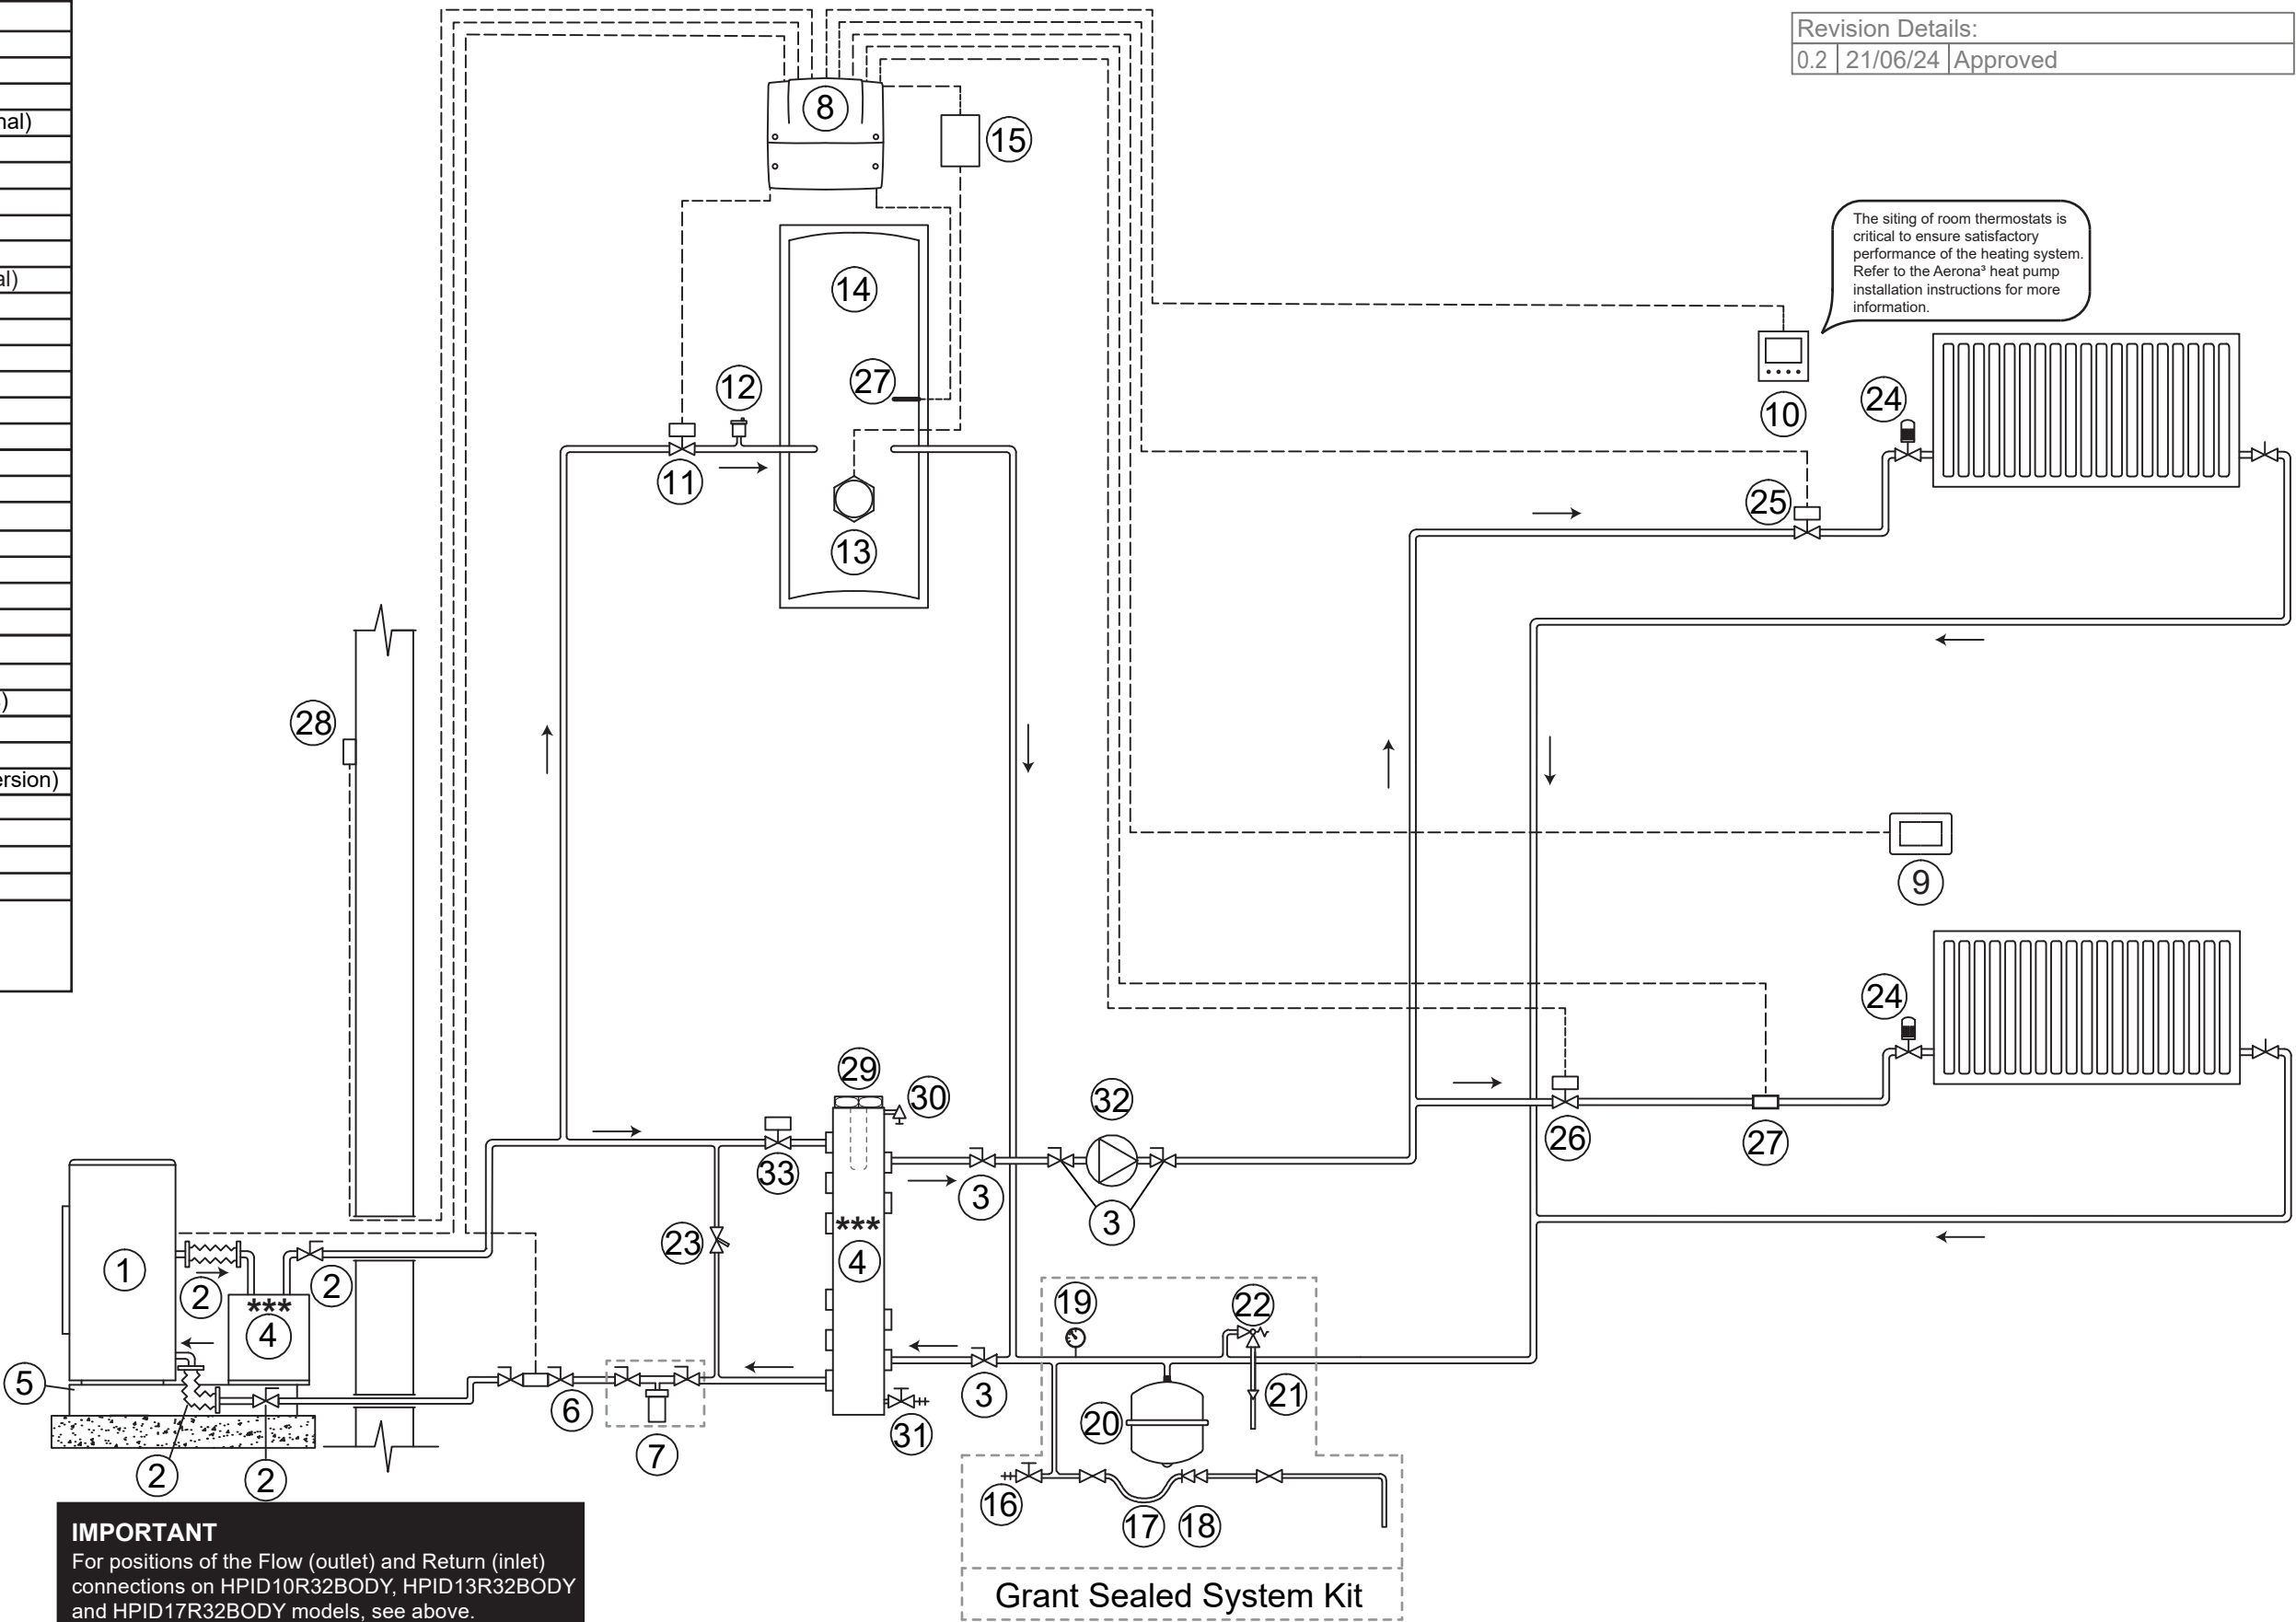 Revision Details:
0.2 21/06/24 Approved
nal)
al)
)
ersion)
8
15
The siting of room thermostats is
critical to ensure satisfactory
performance of the heating system.
Refer to the Aerona³ heat pump
installation instructions for more
information.
14
12
27
10
24
11
25
13
28
9
24
29
30
32
26
27
33
3
3
23
***
4
1
2
2
***
4
19
22
5
6
7
3
31
20
21
2
2
16
17
18
Grant Sealed System Kit
IMPORTANT
For positions of the Flow (outlet) and Return (inlet)
connections on HPID10R32BODY, HPID13R32BODY
and HPID17R32BODY models, see above.